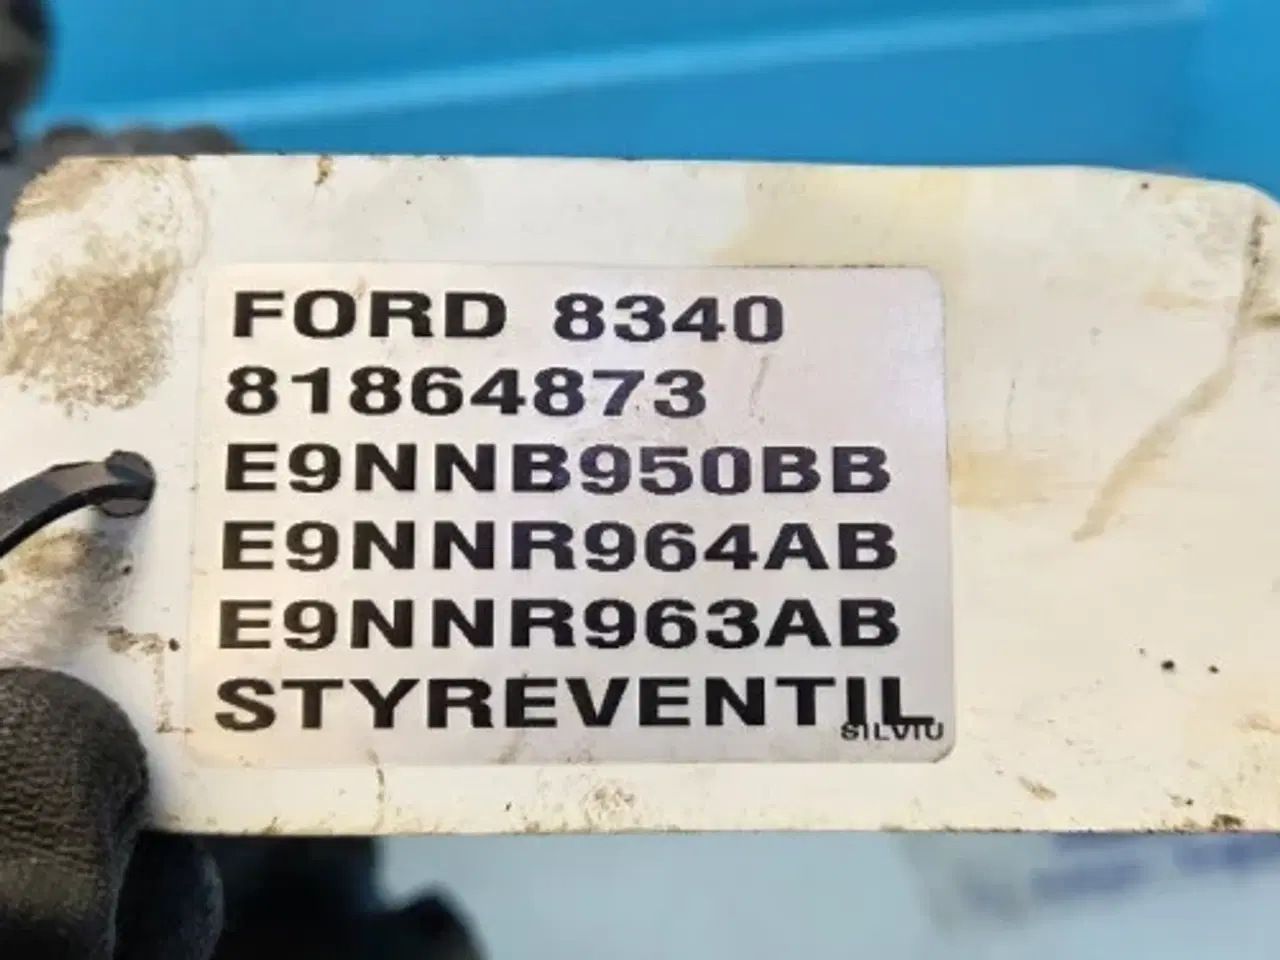 FORD 8340
81864873
E9NNB950BB
E9NNR964AB
E9NNR963AB
STYREVENTIL
SILVIU